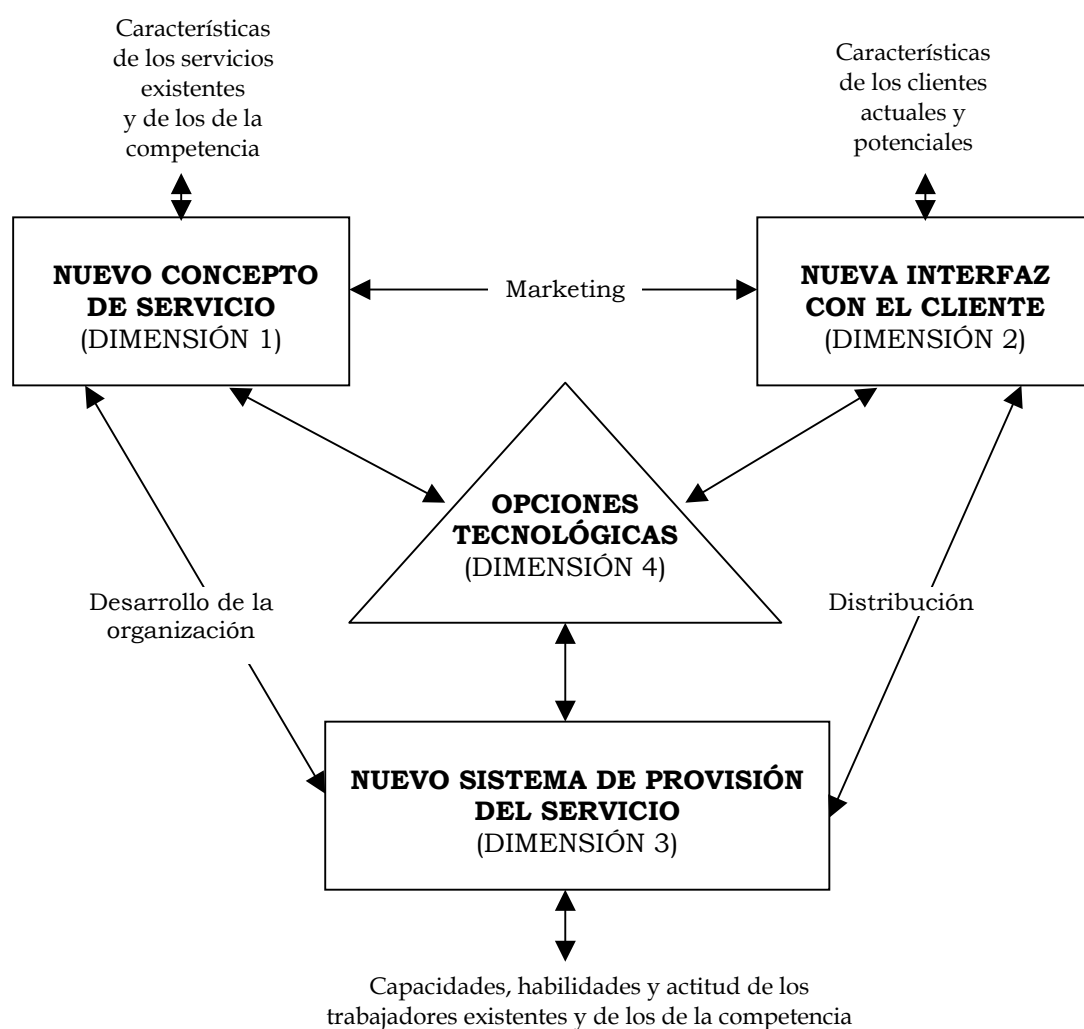 Características
de los servicios
existentes
y de los de la
competencia
Características
de los clientes
actuales y
potenciales
NUEVO CONCEPTO
DE SERVICIO
(DIMENSIÓN 1)
Marketing
NUEVA INTERFAZ
CON EL CLIENTE
(DIMENSIÓN 2)
OPCIONES
TECNOLÓGICAS
(DIMENSIÓN 4)
Desarrollo de la
organización
Distribución
NUEVO SISTEMA DE PROVISIÓN
DEL SERVICIO
(DIMENSIÓN 3)
Capacidades, habilidades y actitud de los
trabajadores existentes y de los de la competencia